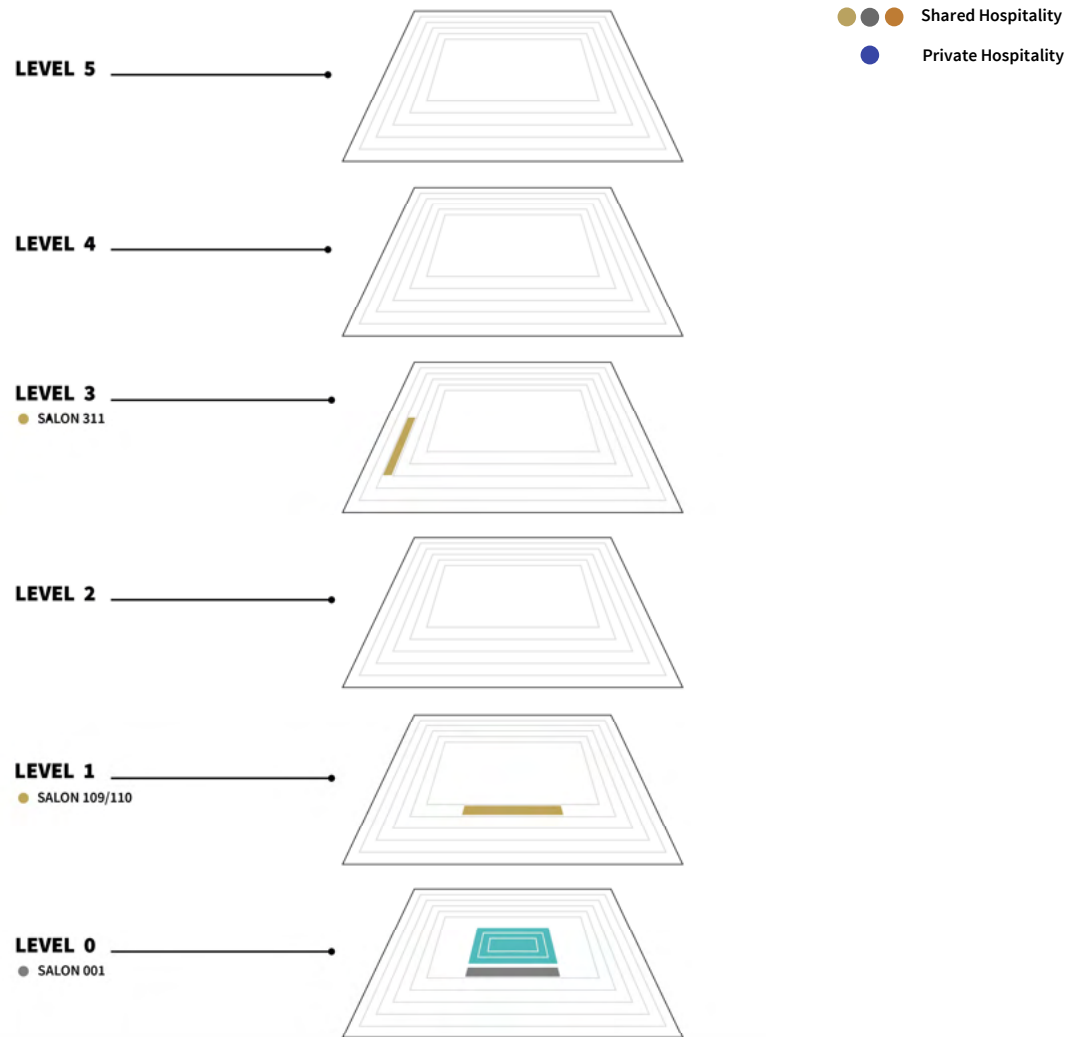 Shared Hospitality
Private Hospitality
LEVEL 5
LEVEL 4
LEVEL 3
SALON 311
LEVEL 2
LEVEL 1
SALON 109/110
LEVEL 0
SALON 001